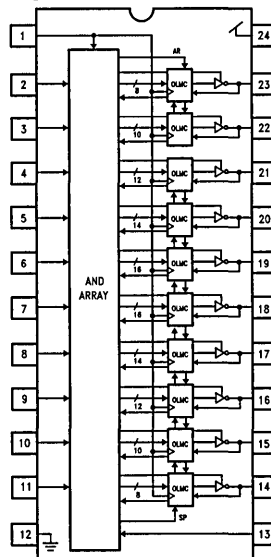 1 24
AR
2 8 OLMC 23
3 10 OLMC 22
4 12 OLMC 21
5 14 OLMC 20
6 16 OLMC 19
AND
ARRAY
7 16 OLMC 18
8 14 OLMC 17
9 12 OLMC 16
10 10 OLMC 15
11 8 OLMC 14
SP
12 13